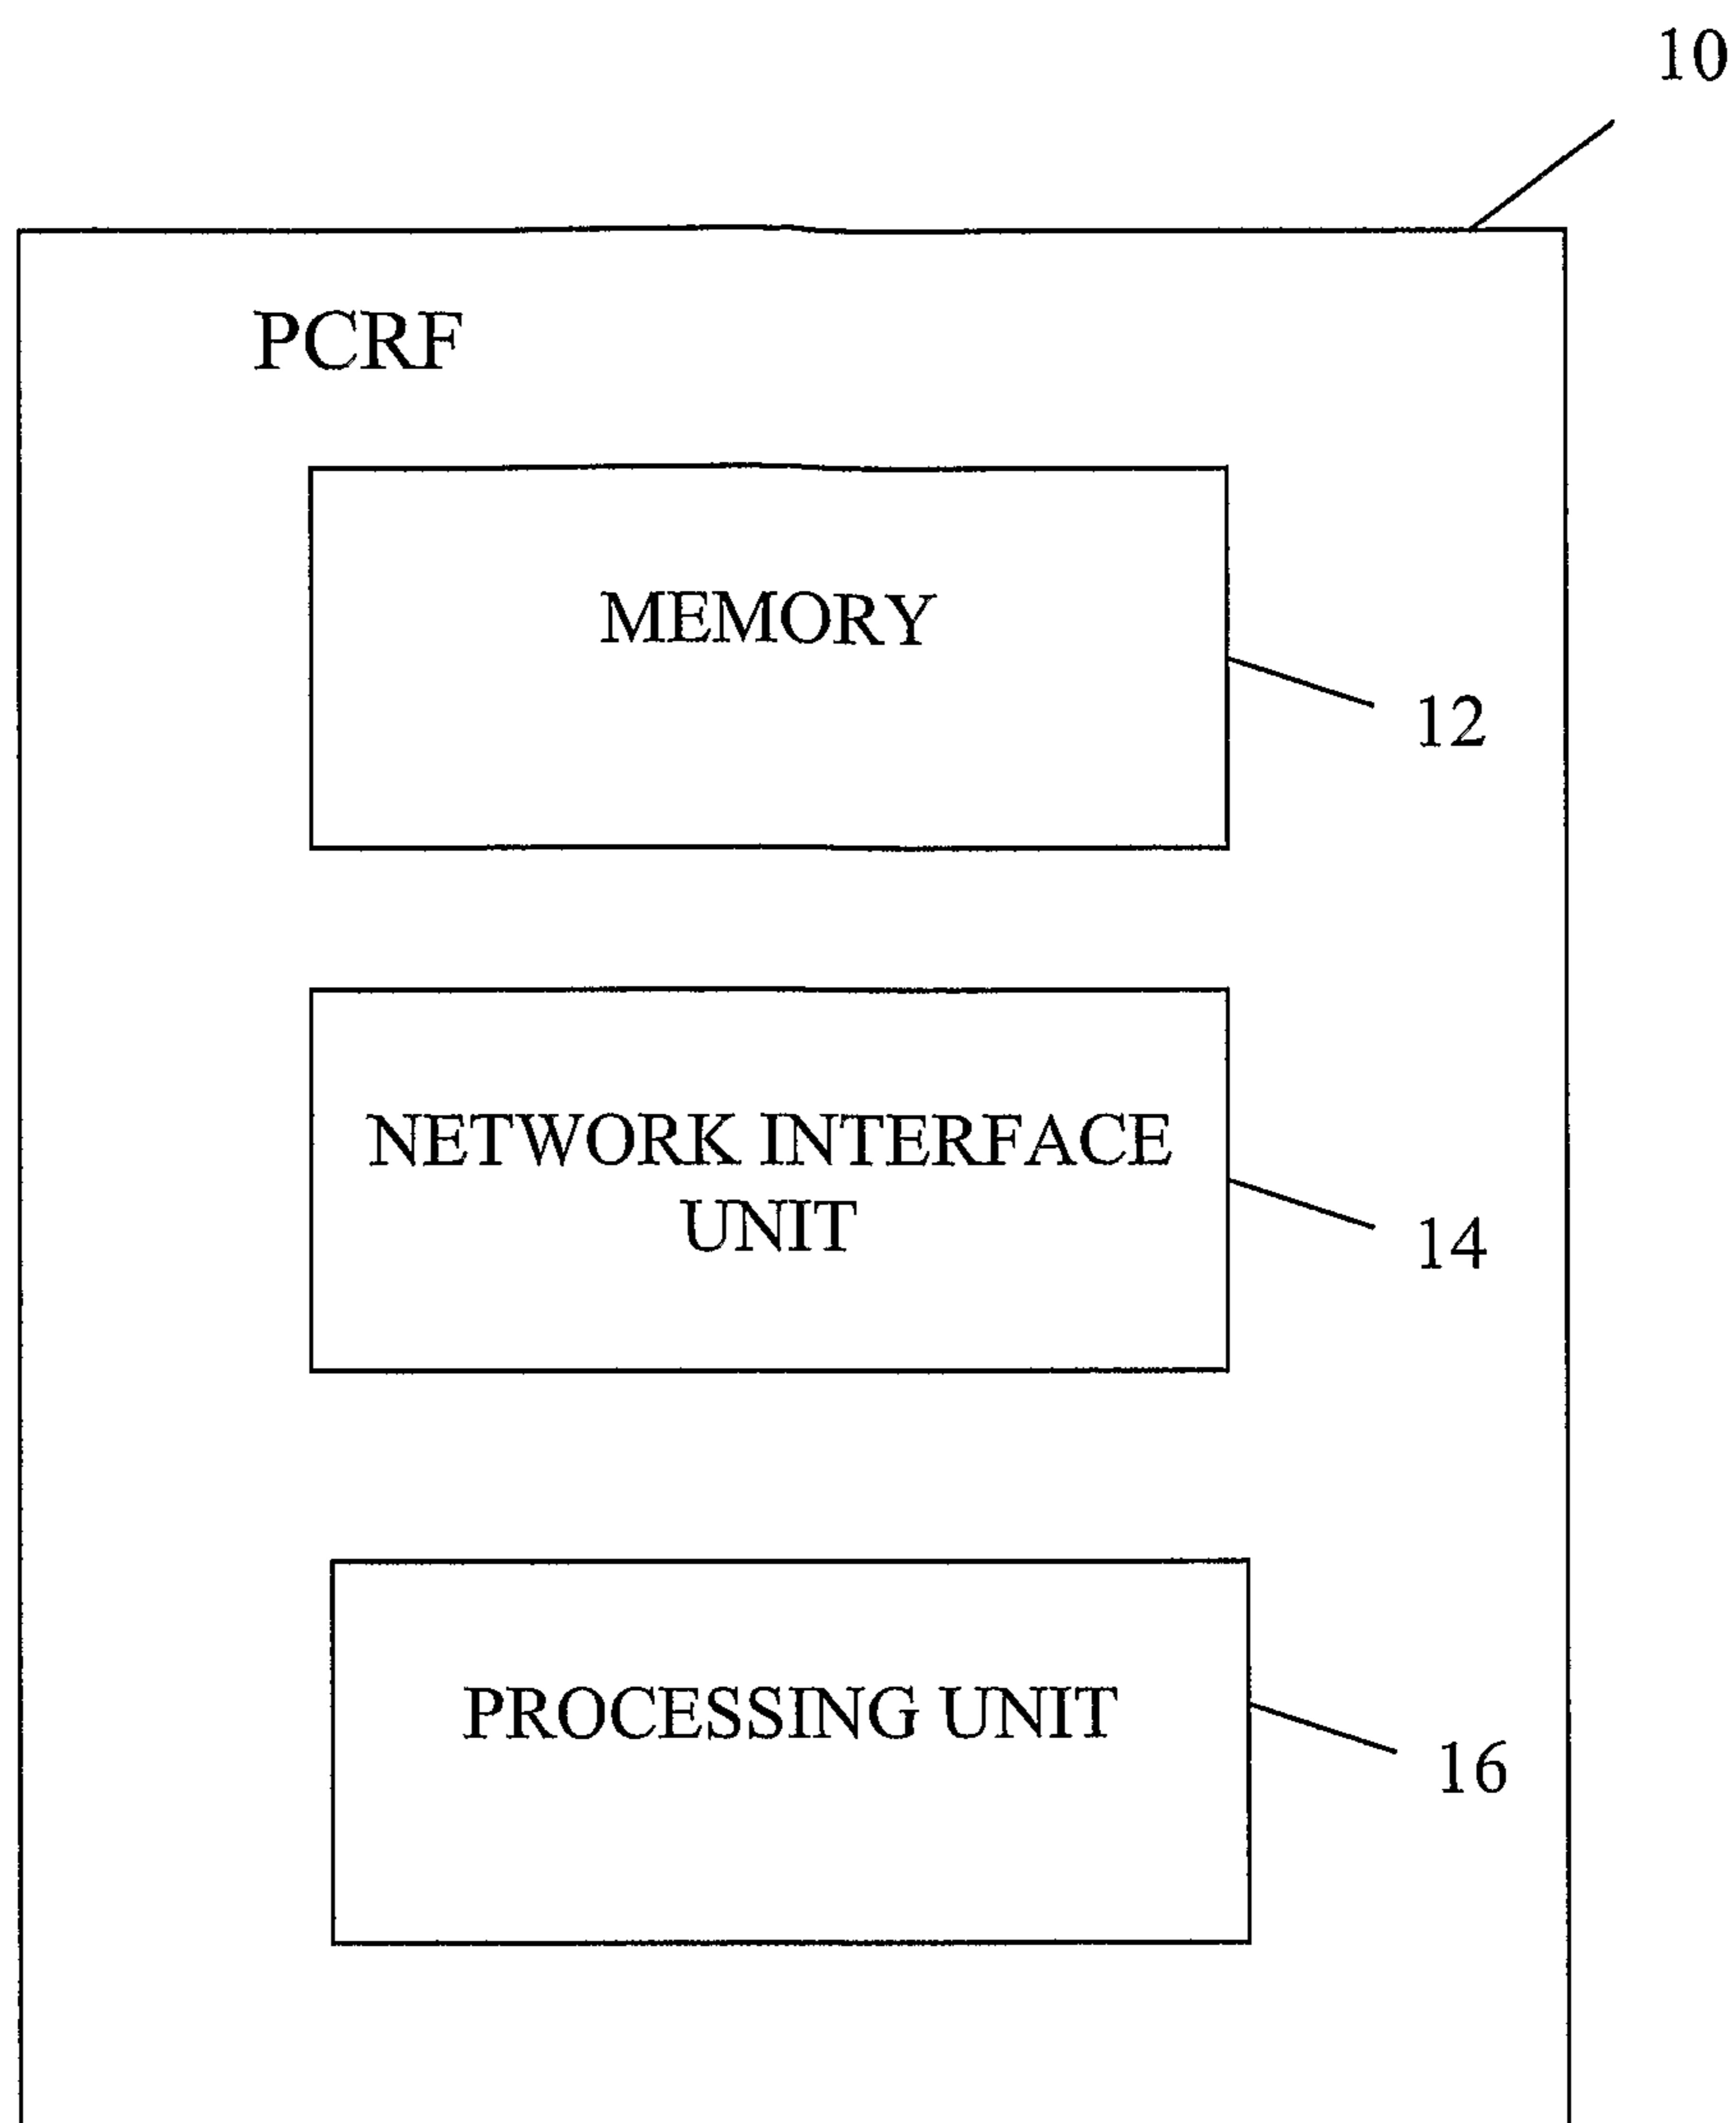 10
PCRF
MEMORY
12
NETWORK INTERFACE
UNIT
14
PROCESSING UNIT
16